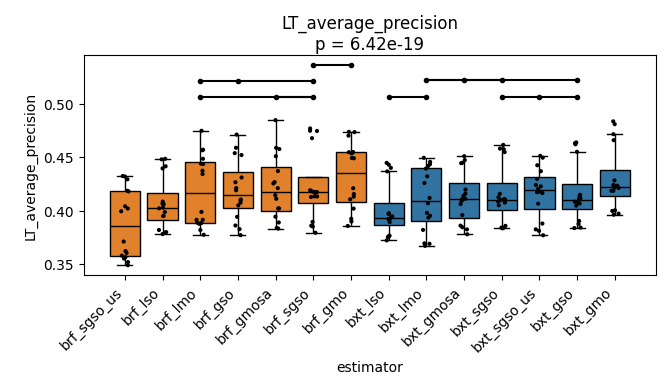 LT_average_precision
p = 6.42e-19
LT_average_precision
0.50
0.45
0.40
0.35
brf_sgso_us
brf_lso
brf_lmo
brf_gso
brf_gmosa
brf_sgso
brf_gmo
bxt_lso
bxt_lmo
bxt_gmosa
bxt_sgso
bxt_sgso_us
bxt_gso
bxt_gmo
estimator